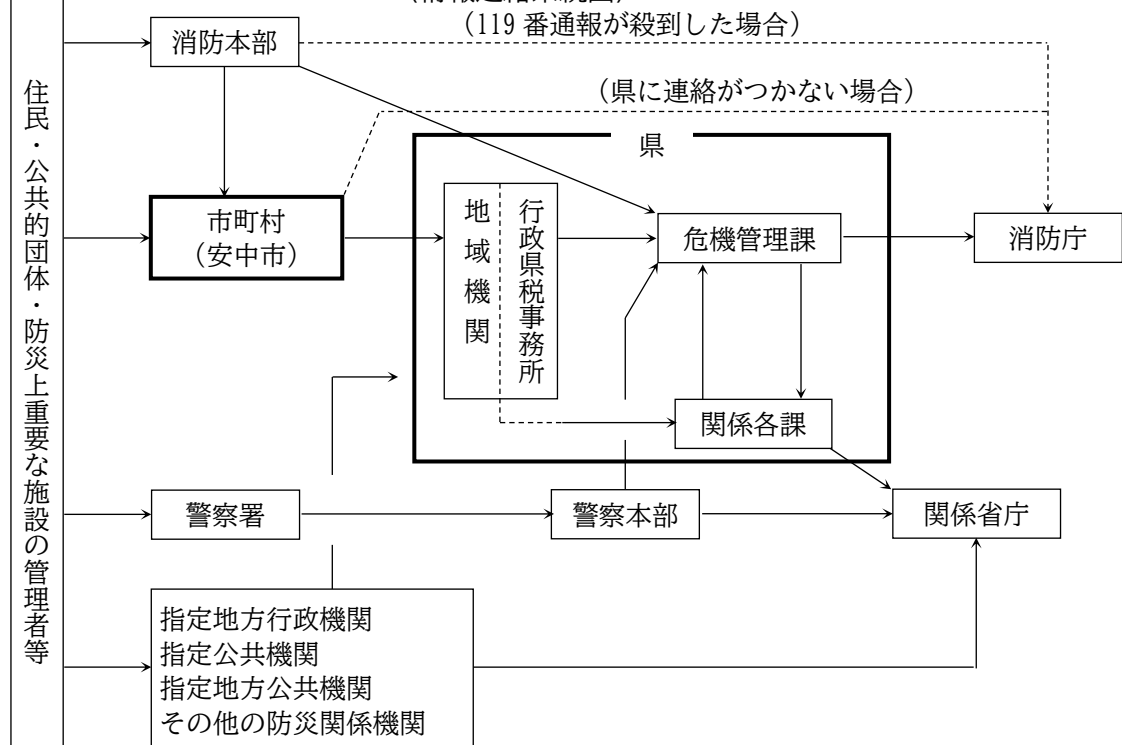 （119 番通報が殺到した場合）
消防本部
（県に連絡がつかない場合）
県
住民・公共的団体・防災上重要な施設の管理者等
市町村
（安中市）
地域機関
行政県税事務所
危機管理課
消防庁
関係各課
警察署
警察本部
関係省庁
指定地方行政機関
指定公共機関
指定地方公共機関
その他の防災関係機関